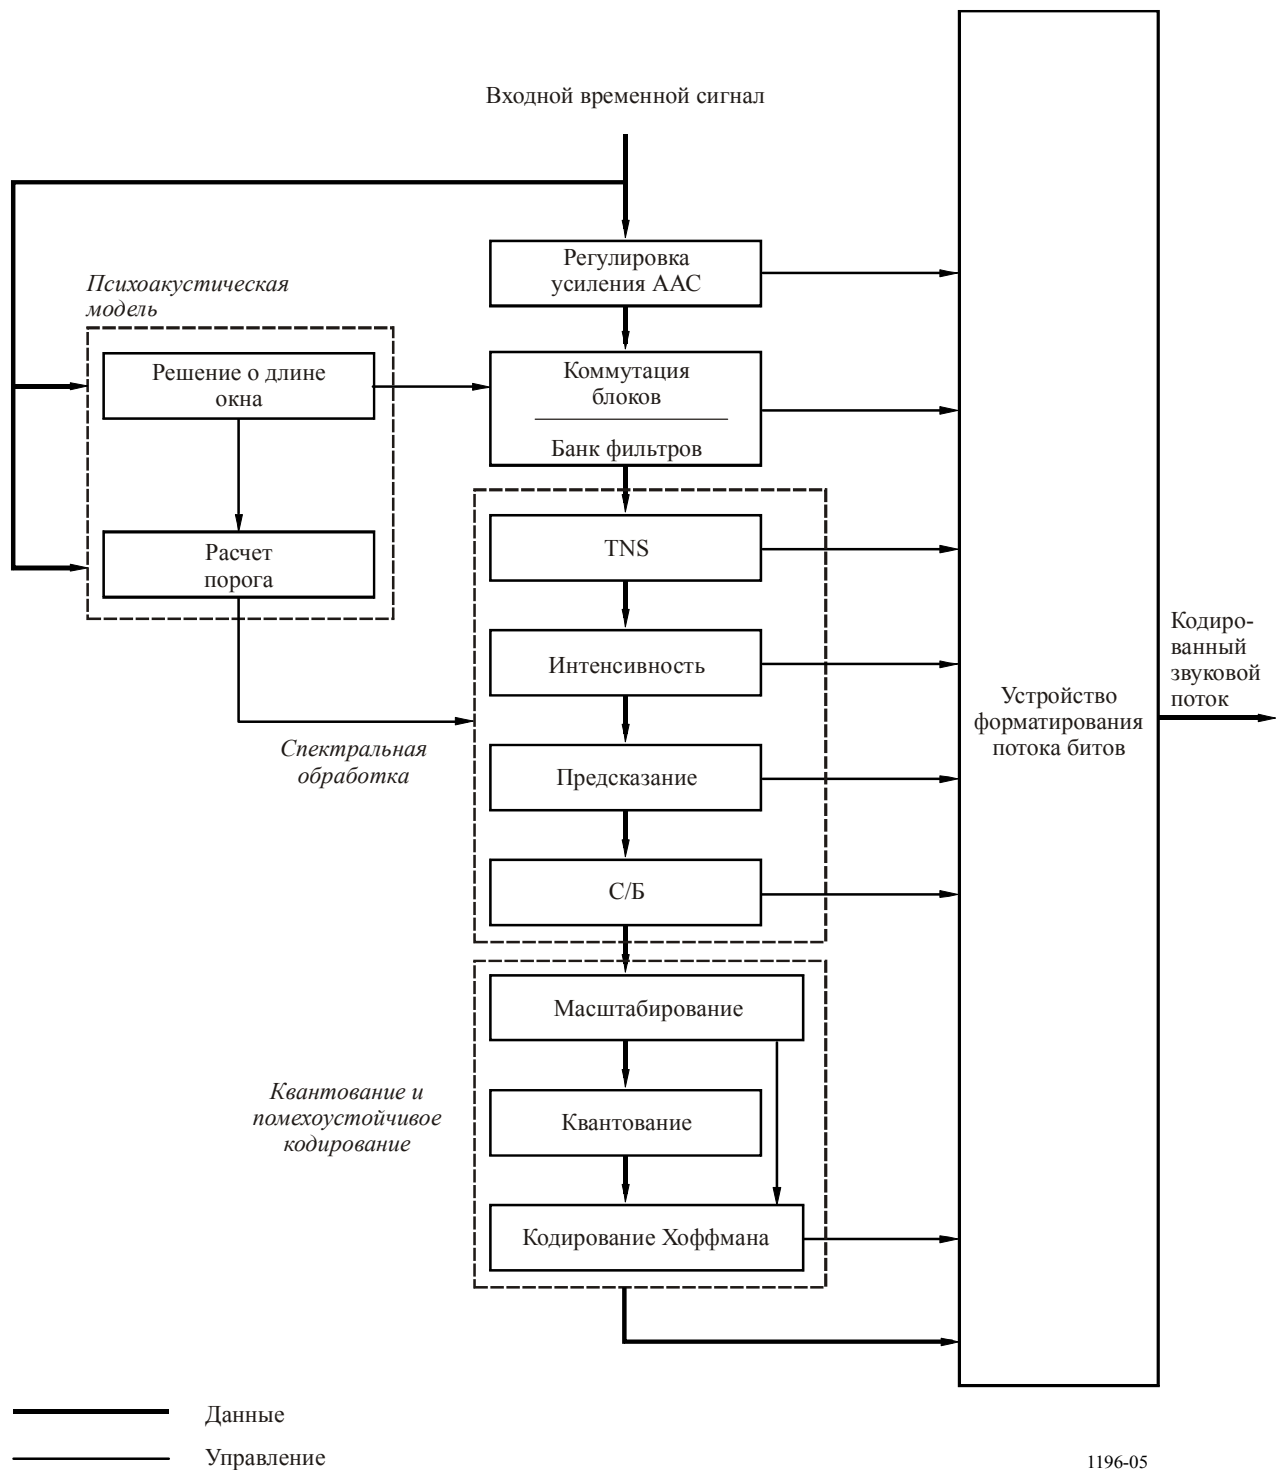 Входной временной сигнал
Регулировка
усиления ААС
Психоакустическая
модель
Решение о длине
окна
Коммутация
блоков
Банк фильтров
Расчет
порога
TNS
Интенсивность
Спектральная
обработка
Предсказание
С/Б
Масштабирование
Квантование и
помехоустойчивое
кодирование
Квантование
Кодирование Хоффмана
Устройство
форматирования
потока битов
Кодиро-
ванный
звуковой
поток
Данные
Управление
1196-05